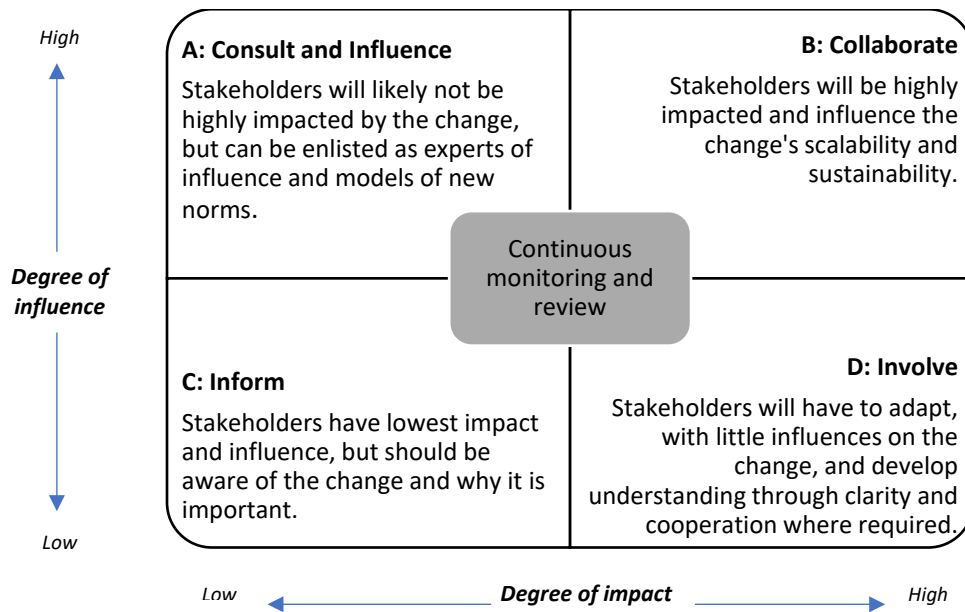 High
A: Consult and Influence
Stakeholders will likely not be
highly impacted by the change,
but can be enlisted as experts of
influence and models of new
norms.
B: Collaborate
Stakeholders will be highly
impacted and influence the
change's scalability and
sustainability.
Degree of
influence
Continuous
monitoring and
review
C: Inform
Stakeholders have lowest impact
and influence, but should be
aware of the change and why it is
important.
D: Involve
Stakeholders will have to adapt,
with little influences on the
change, and develop
understanding through clarity and
cooperation where required.
Low
Low
Degree of impact
High